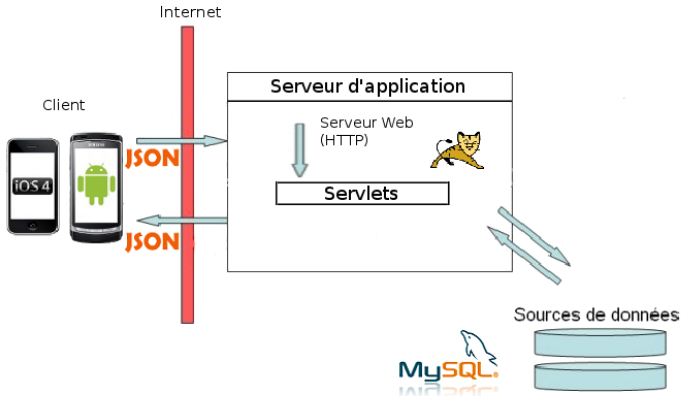 Internet
Serveur d'application
Client
Serveur Web
(HTTP)
JSON
iOS 4
Servlets
JSON
Sources de données
MySQL®